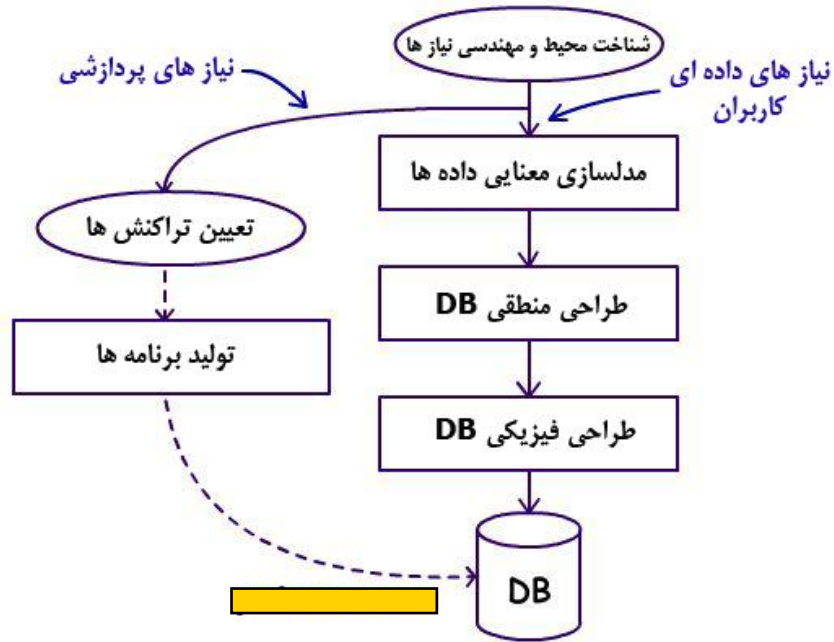 شناخت محیط و مهندسی نیاز ها
نیاز های داده ای
کاربران
نیاز های پردازشی
مدلسازی معنایی داده ها
تعیین تراکنش ها
طراحی منطقی DB
تولید برنامه ها
طراحی فیزیکی DB
DB